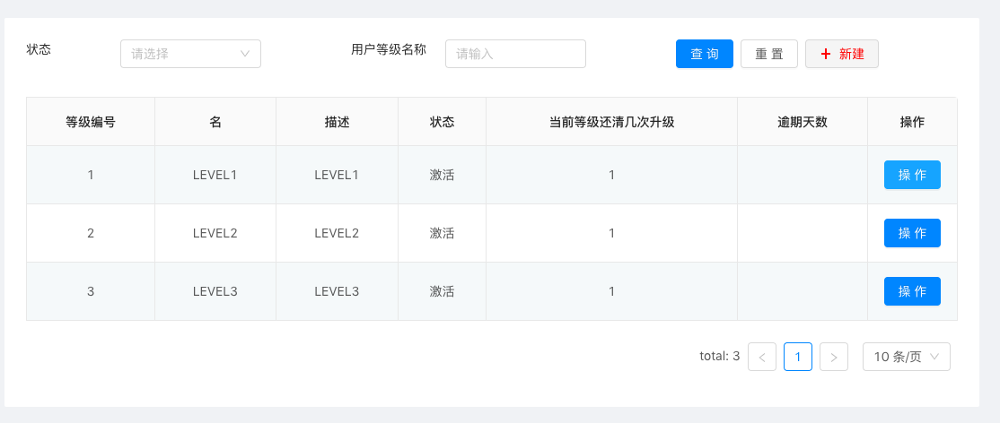 状态 请选择 用户等级名称 请输入 查 询 重 置 + 新建
等级编号 名 描述 状态 当前等级还清几次升级 逾期天数 操作
1 LEVEL1 LEVEL1 激活 1 操 作
2 LEVEL2 LEVEL2 激活 1 操 作
3 LEVEL3 LEVEL3 激活 1 操 作
total: 3 < 1 > 10 条/页